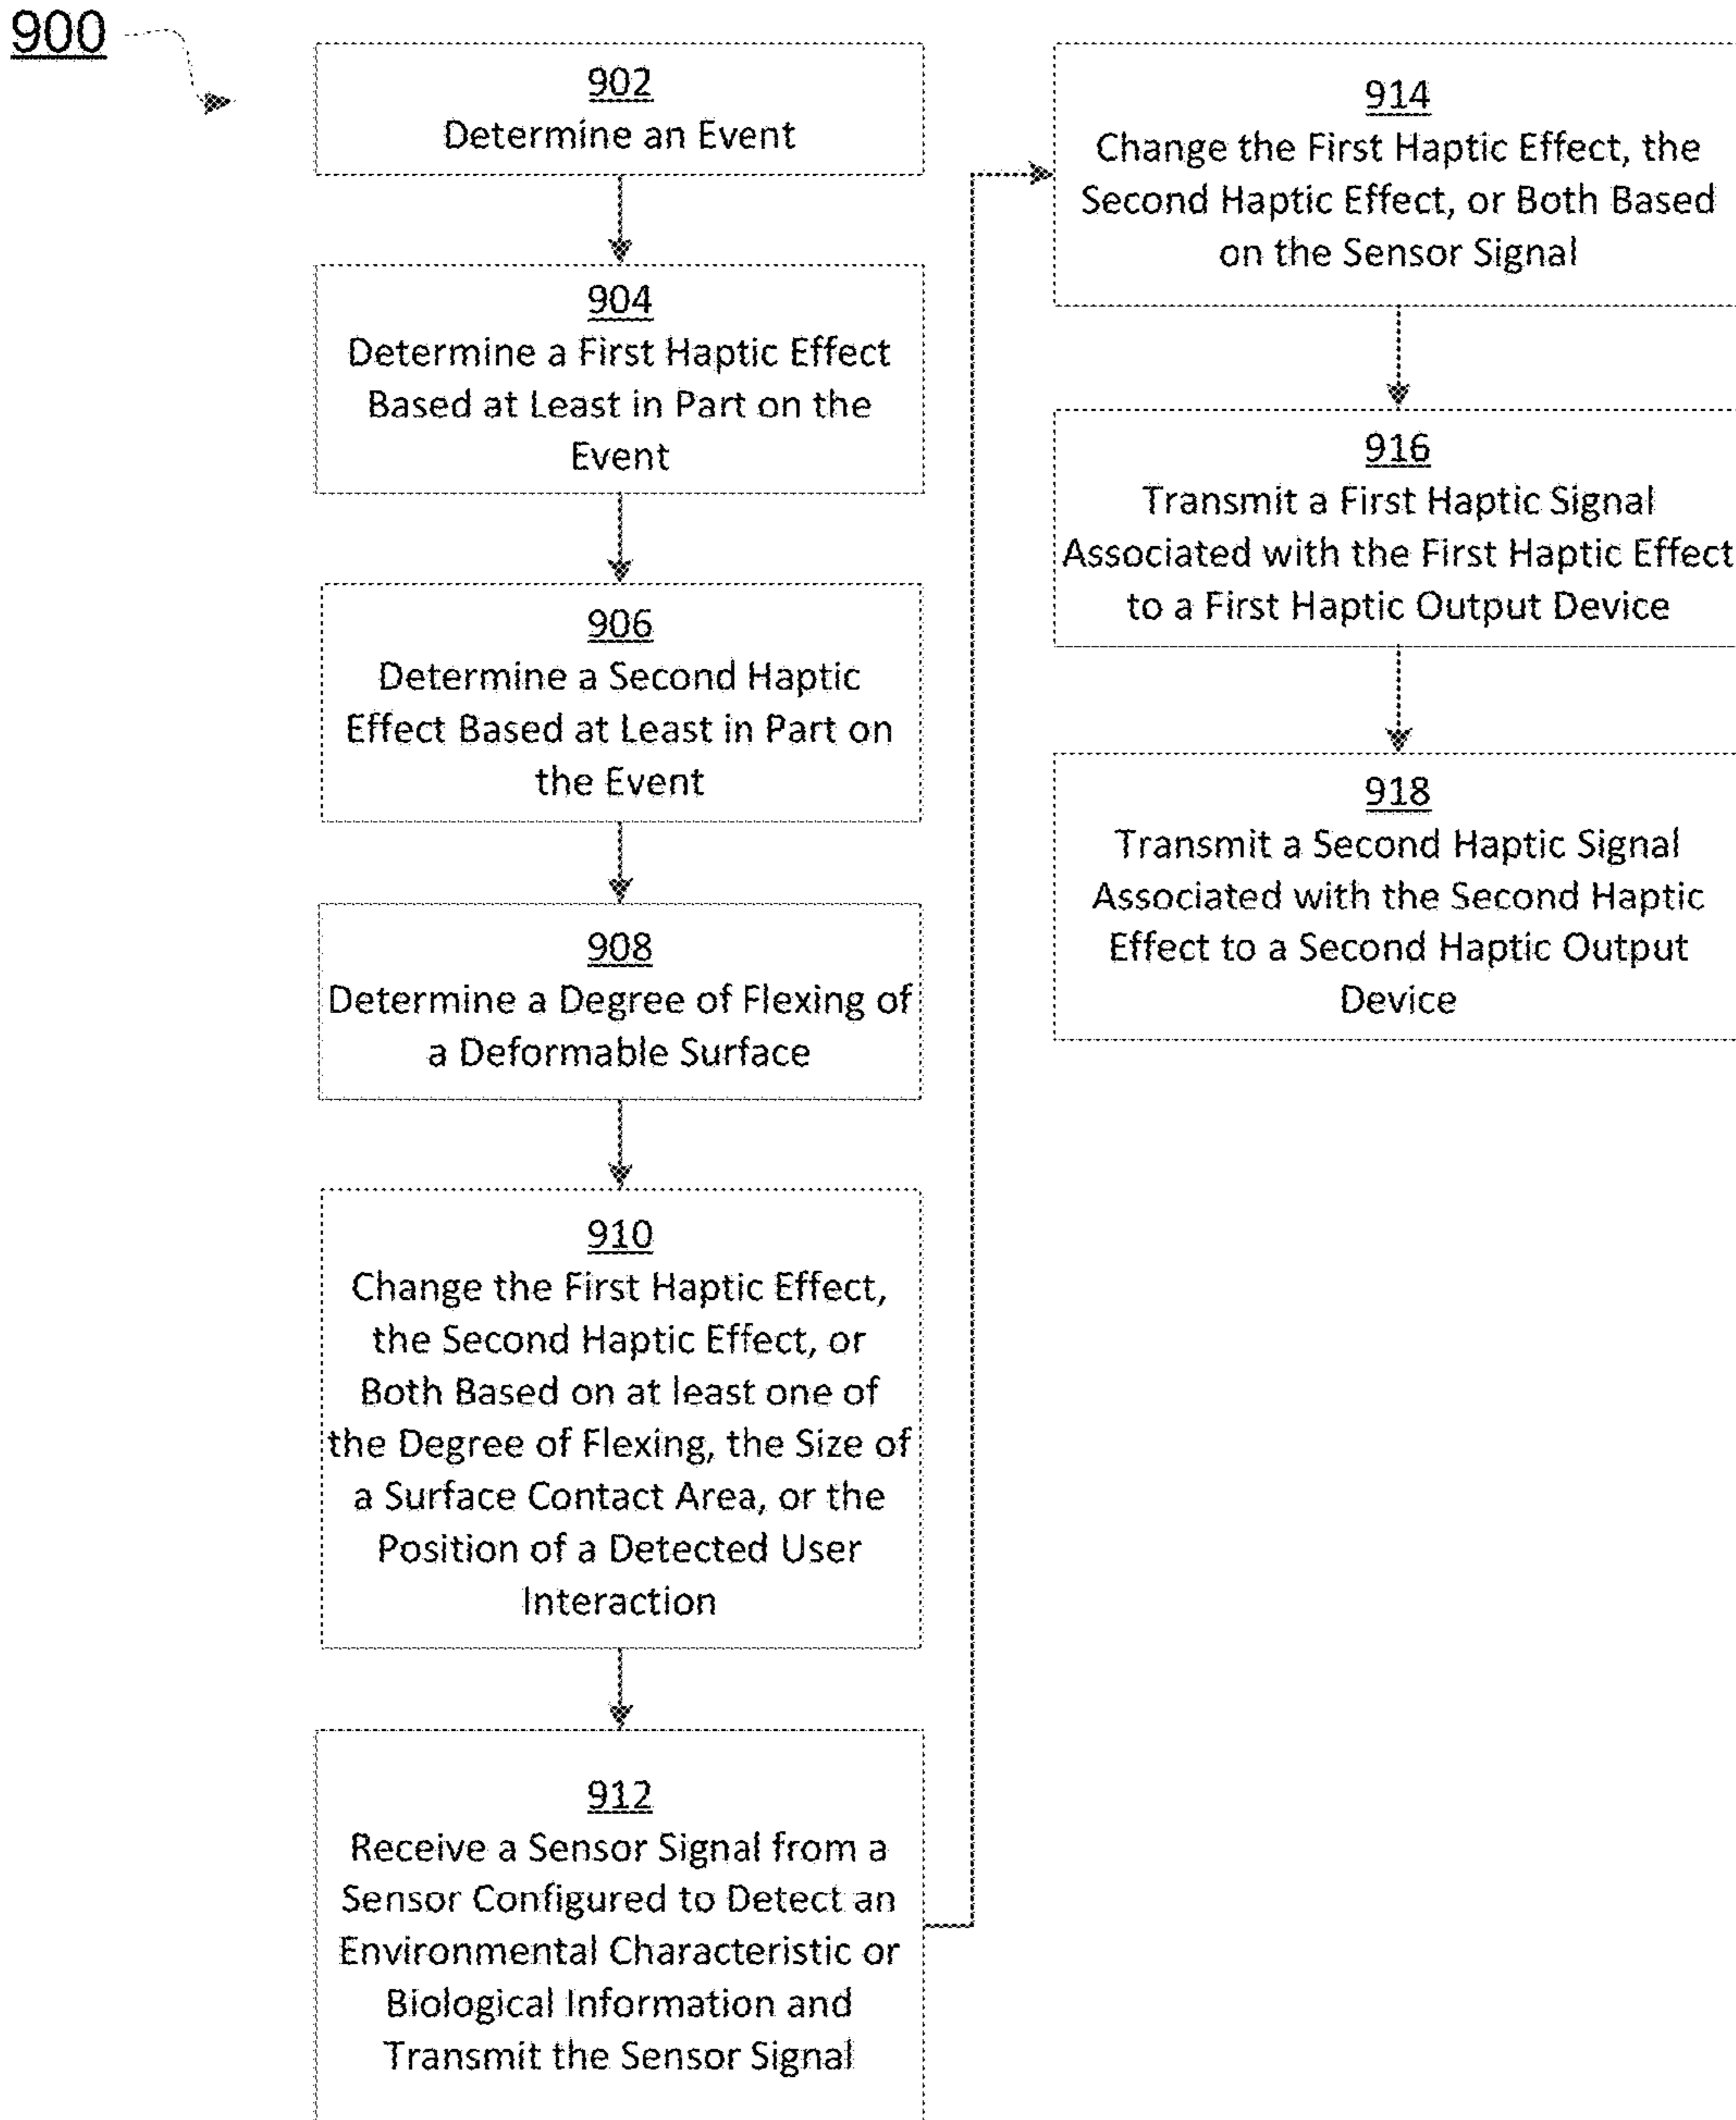 900
902
Determine an Event
904
Determine a First Haptic Effect
Based at Least in Part on the
Event
906
Determine a Second Haptic
Effect Based at Least in Part on
the Event
908
Determine a Degree of Flexing of
a Deformable Surface
910
Change the First Haptic Effect,
the Second Haptic Effect, or
Both Based on at least one of
the Degree of Flexing, the Size of
a Surface Contact Area, or the
Position of a Detected User
Interaction
912
Receive a Sensor Signal from a
Sensor Configured to Detect an
Environmental Characteristic or
Biological Information and
Transmit the Sensor Signal
914
Change the First Haptic Effect, the
Second Haptic Effect, or Both Based
on the Sensor Signal
916
Transmit a First Haptic Signal
Associated with the First Haptic Effect
to a First Haptic Output Device
918
Transmit a Second Haptic Signal
Associated with the Second Haptic
Effect to a Second Haptic Output
Device